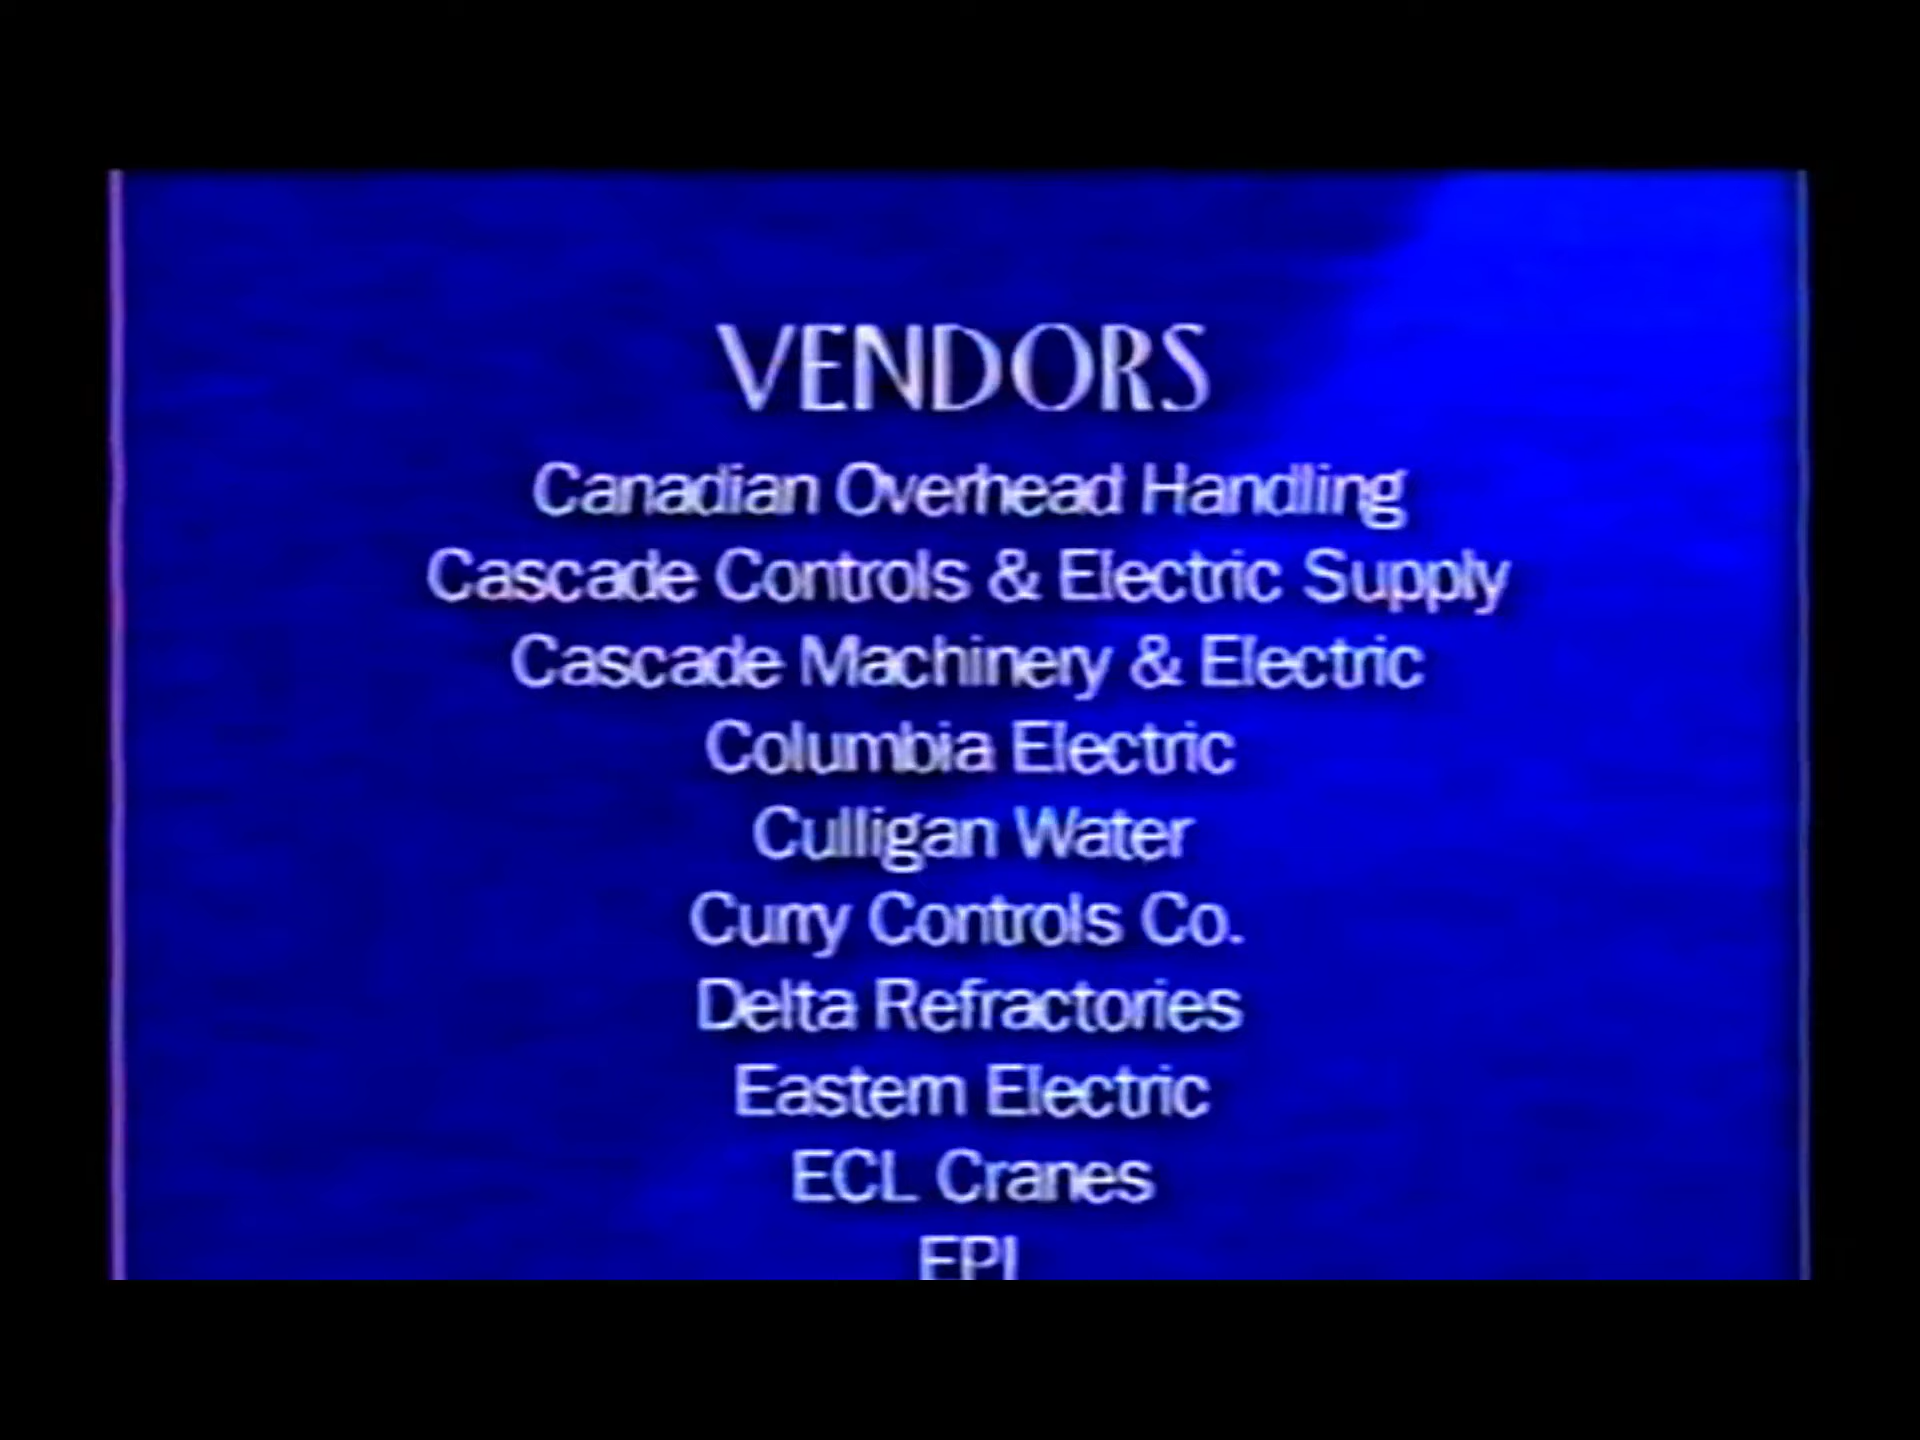 VENDORS
Canadian Overhead Handling
Cascade Controls & Electric Supply
Cascade Machinery & Electric
Columbia Electric
Culligan Water
Curry Controls Co.
Delta Refractories
Eastern Electric
ECL Cranes
EPI